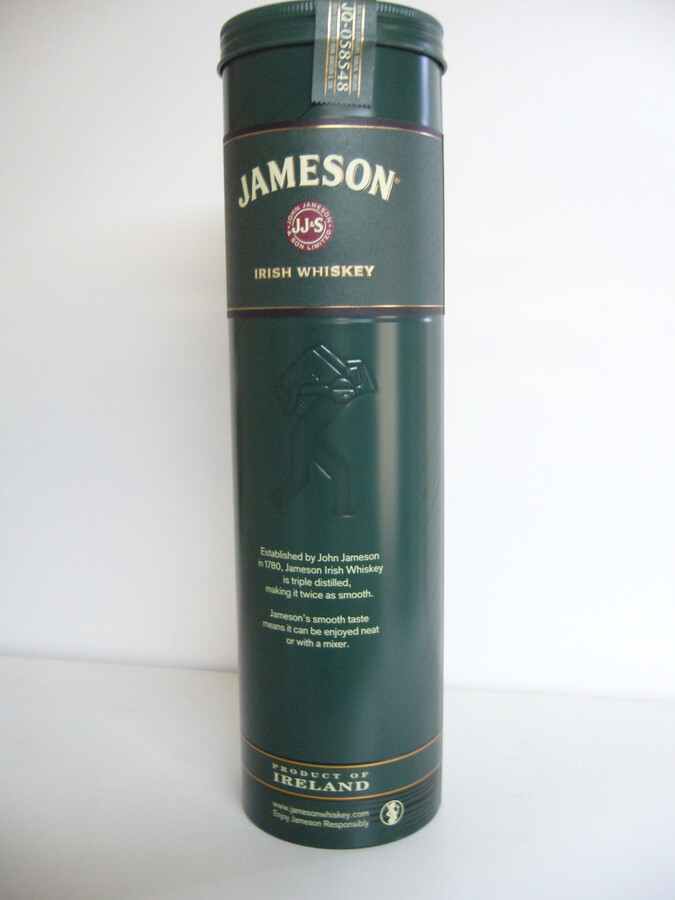 JQ-058548
JAMESON®
JOHN JAMESON
JJ&S
& SON LIMITED
IRISH WHISKEY
Established by John Jameson
in 1780, Jameson Irish Whiskey
is triple distilled,
making it twice as smooth.
Jameson's smooth taste
means it can be enjoyed neat
or with a mixer.
PRODUCT OF
IRELAND
www.jamesonwhiskey.com
Enjoy Jameson Responsibly